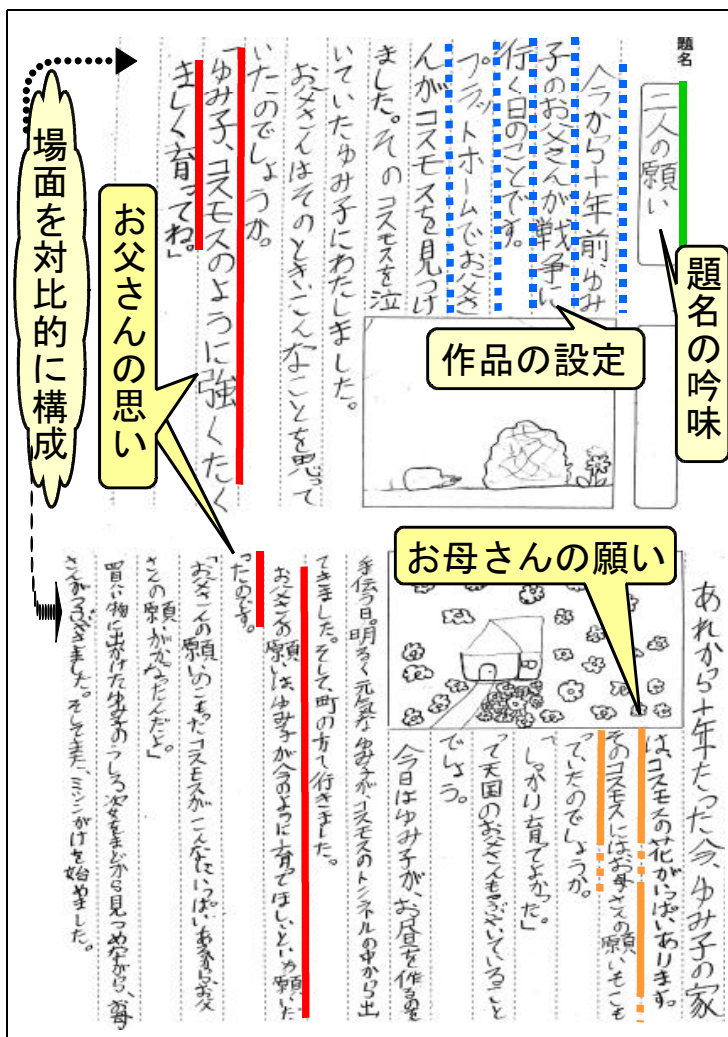 題名
二人の願い
今から十年前、ゆみ
子のお父さんが戦争に
行く日のことです。
プラットホームでお父さ
んがコスモスを見つけ
ました。そのコスモスを泣
いていたゆみ子にわたしました。
お父さんはそのとき、こんなことを思って
いたのでしょうか。
「ゆみ子、コスモスのように強くたく
ましく育ってね。」
題名の吟味
作品の設定
お父さんの思い
場面を対比的に構成
お母さんの願い
あれから十年たった今、ゆみ子の家
は、コスモスの花がいっぱいあります。
そのコスモスにはお母さんの願いもこも
っていたのでしょうか。
「しっかり育ってよかった。」
って天国のお父さんもつぶやいていること
でしょう。
今日はゆみ子が、お昼を作るのを
手伝う日。明るく元気なゆみ子がコスモスのトンネルの中から出
てきました。そして、町の方へ行きました。
お父さんの願いは、ゆみ子が今のように育ってほしいという願いだ
ったのです。
「お父さんの願いのこもったコスモスがこんなにいっぱいあるから、お父
さんの願いがかなったんだと」
買い物に出かけたゆみ子のうしろ姿をまどから見つめながら、お母
さんがつぶやきました。そしてまた、ミシンがけを始めました。